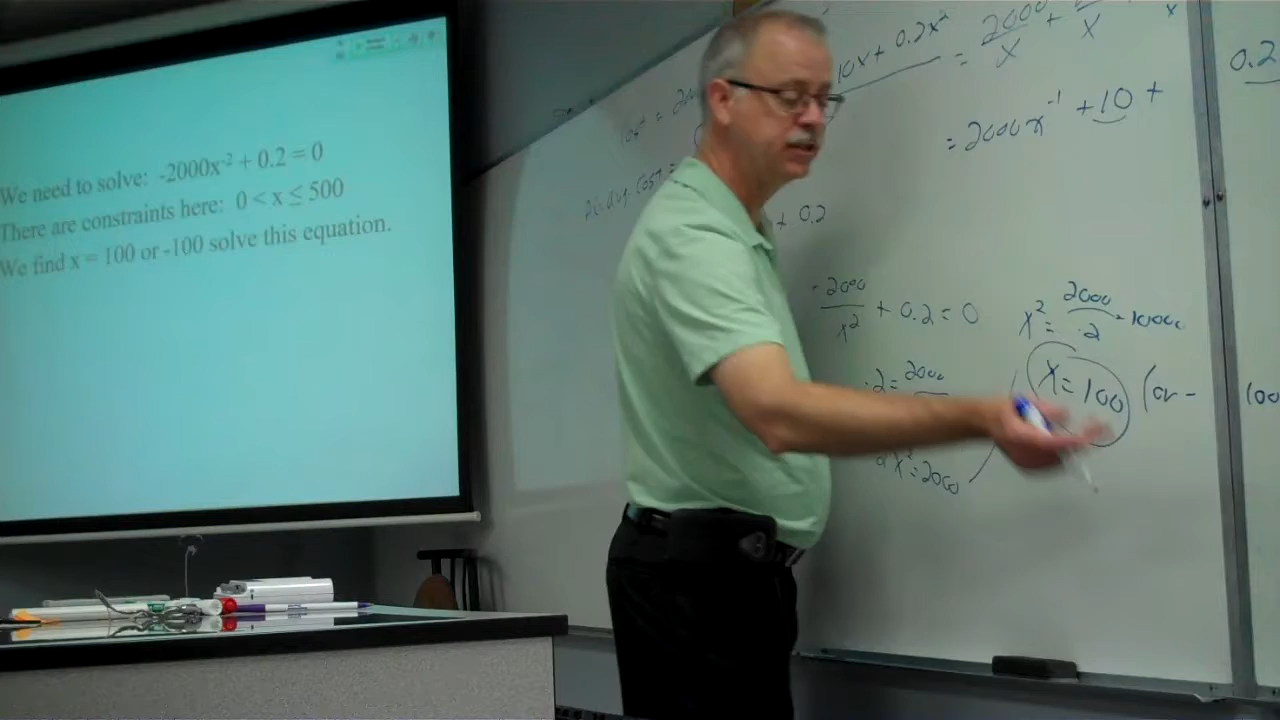 We need to solve: -2000x⁻² + 0.2 = 0
There are constraints here: 0 < x ≤ 500
We find x = 100 or -100 solve this equation.
10x + 0.2x² = 2000/x +
= 2000x⁻¹ + 10 +
+ 0.2
-2000/x² + 0.2 = 0
.2 = 2000
x² = 2000
x² = 2000/.2 = 10000
x = 100 (or - 100
0.2